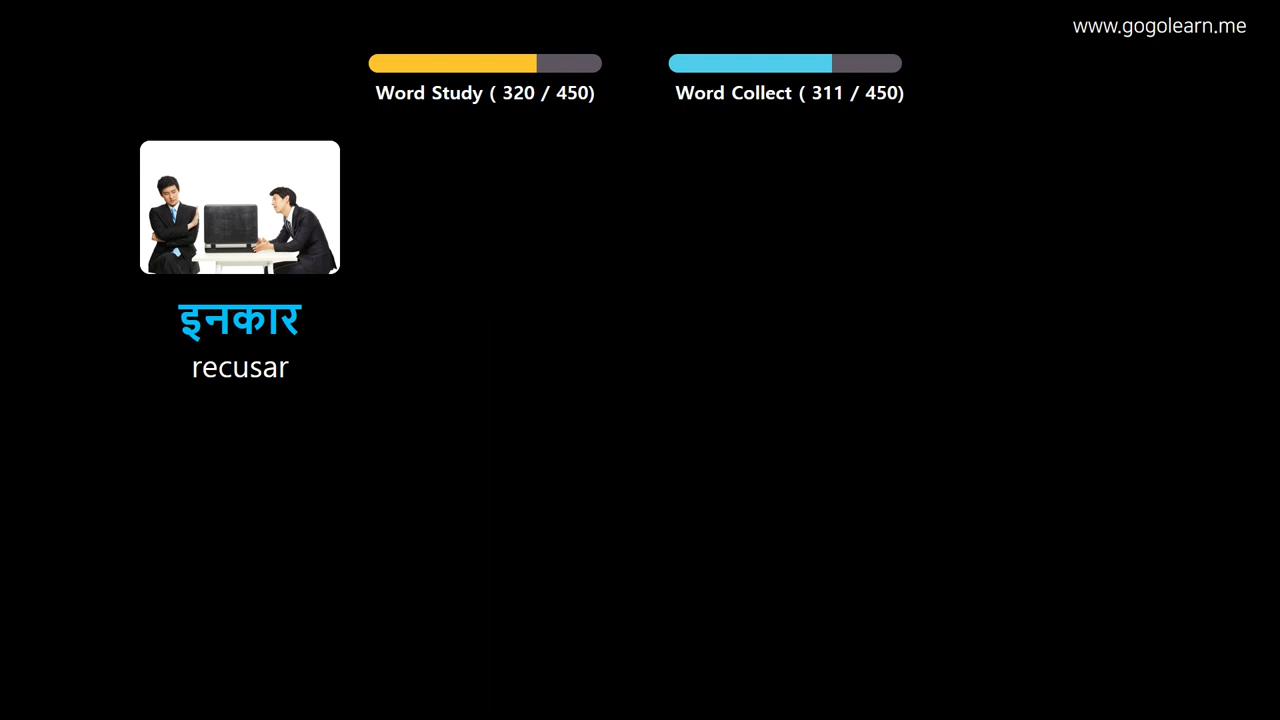 www.gogolearn.me
Word Study ( 320 / 450)
Word Collect ( 311 / 450)
इनकार
recusar